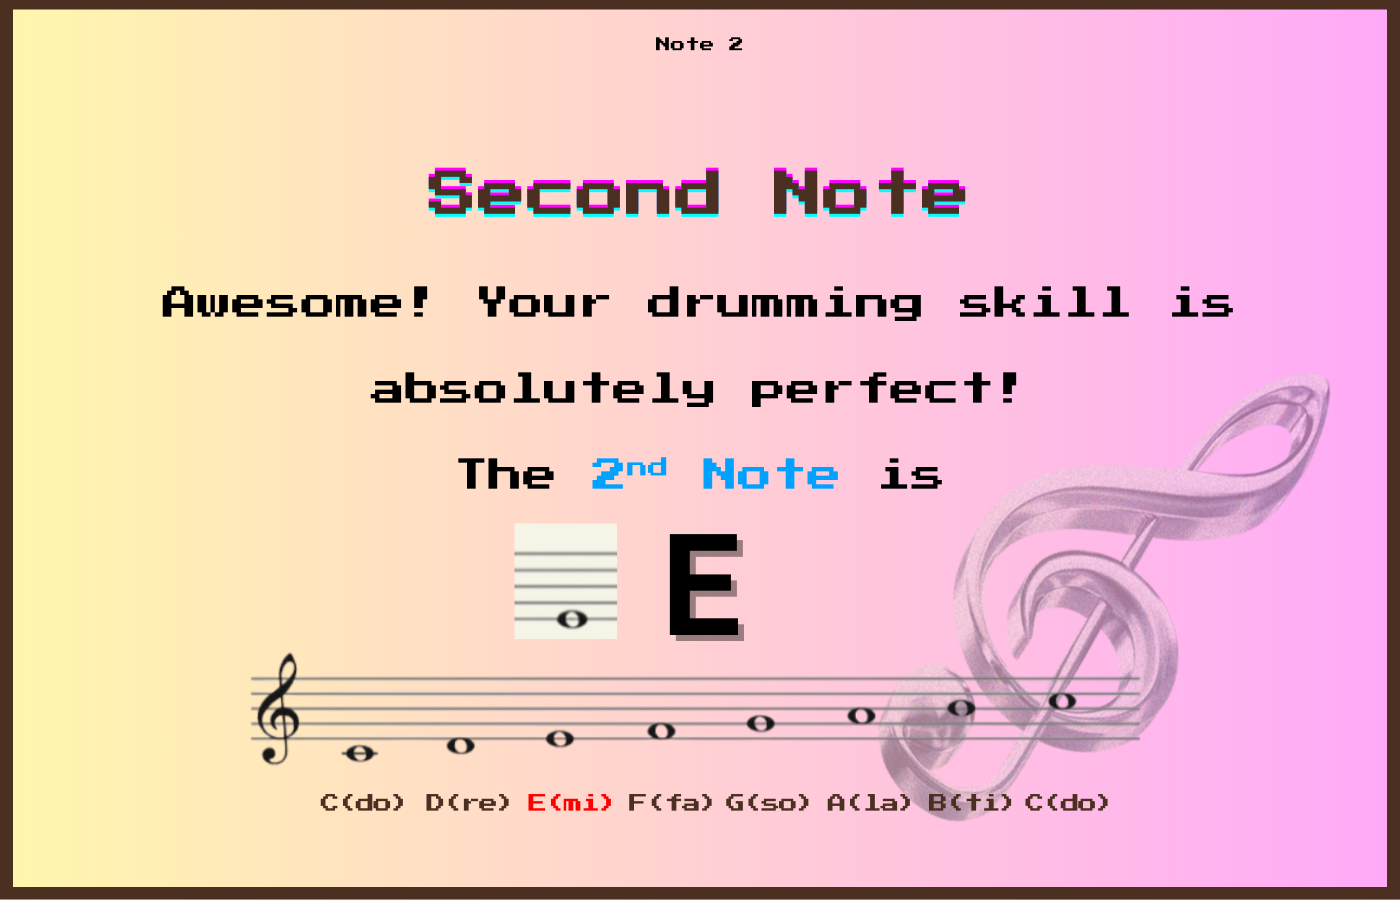 Note 2
Second Note
Awesome! Your drumming skill is
absolutely perfect!
The 2nd Note is
E
C(do) D(re) E(mi) F(fa) G(so) A(la) B(ti) C(do)